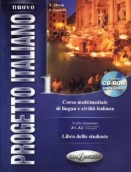 nuovo
PROGETTO ITALIANO
1
T. Marin
S. Magnelli
CD-ROM
Corso multimediale
di lingua e civiltà italiana
Livello elementare
A1-A2
Libro dello studente
EDILINGUA